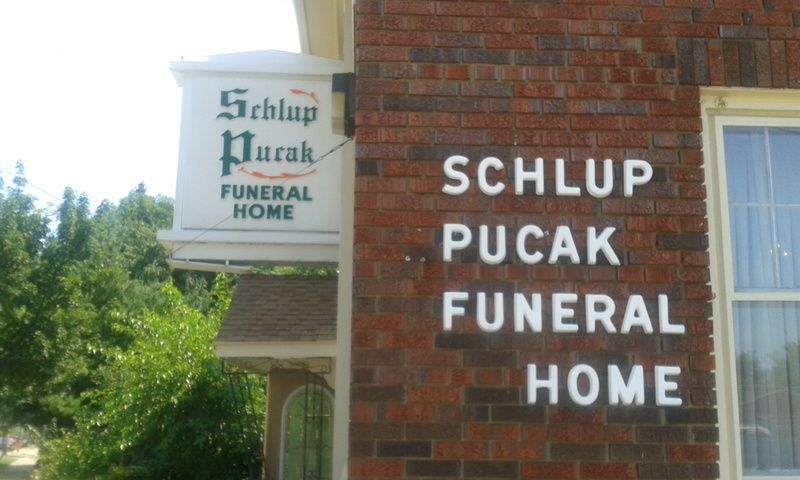 Schlup
Pucak
FUNERAL
HOME
SCHLUP
PUCAK
FUNERAL
HOME